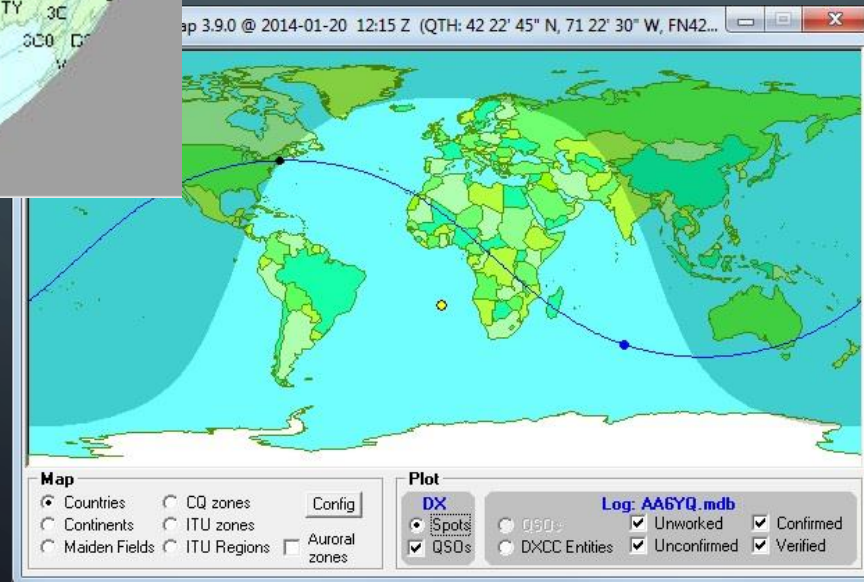 TY 3C
3C0
ap 3.9.0 @ 2014-01-20 12:15 Z (QTH: 42 22' 45" N, 71 22' 30" W, FN42...
Map
Countries CQ zones Config
Continents ITU zones
Maiden Fields ITU Regions Auroral zones
Plot
DX Log: AA6YQ.mdb
Spots QSOs Unworked Confirmed
QSOs DXCC Entities Unconfirmed Verified